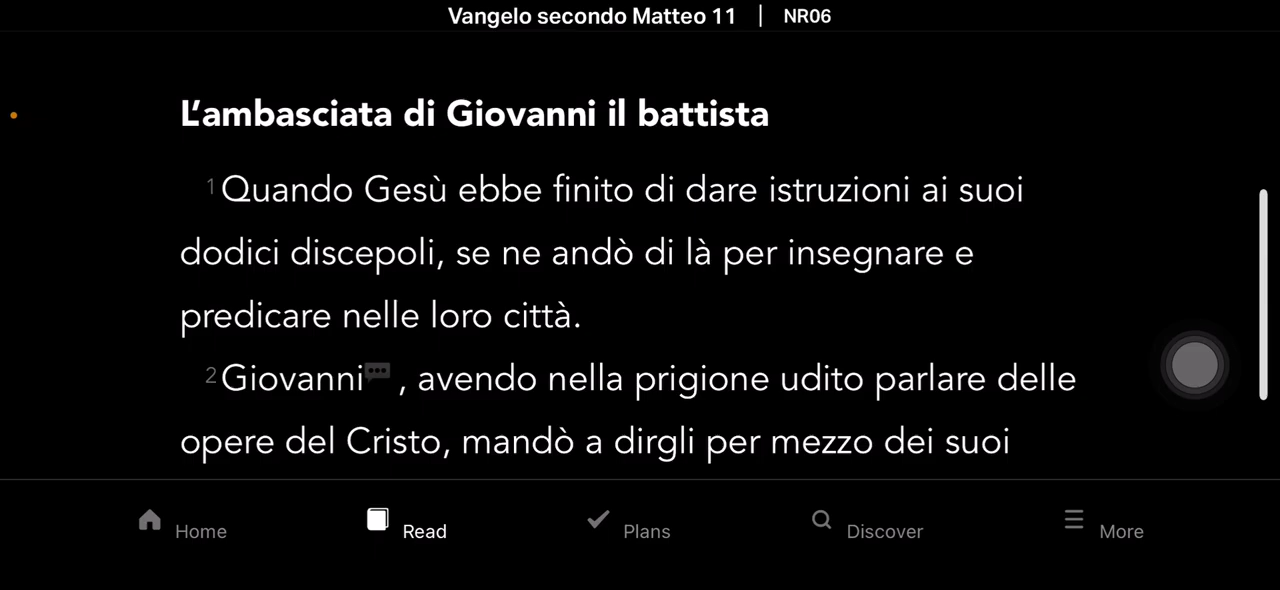 Vangelo secondo Matteo 11 | NR06
L’ambasciata di Giovanni il battista
1 Quando Gesù ebbe finito di dare istruzioni ai suoi
dodici discepoli, se ne andò di là per insegnare e
predicare nelle loro città.
2 Giovanni , avendo nella prigione udito parlare delle
opere del Cristo, mandò a dirgli per mezzo dei suoi
Home Read Plans Discover More